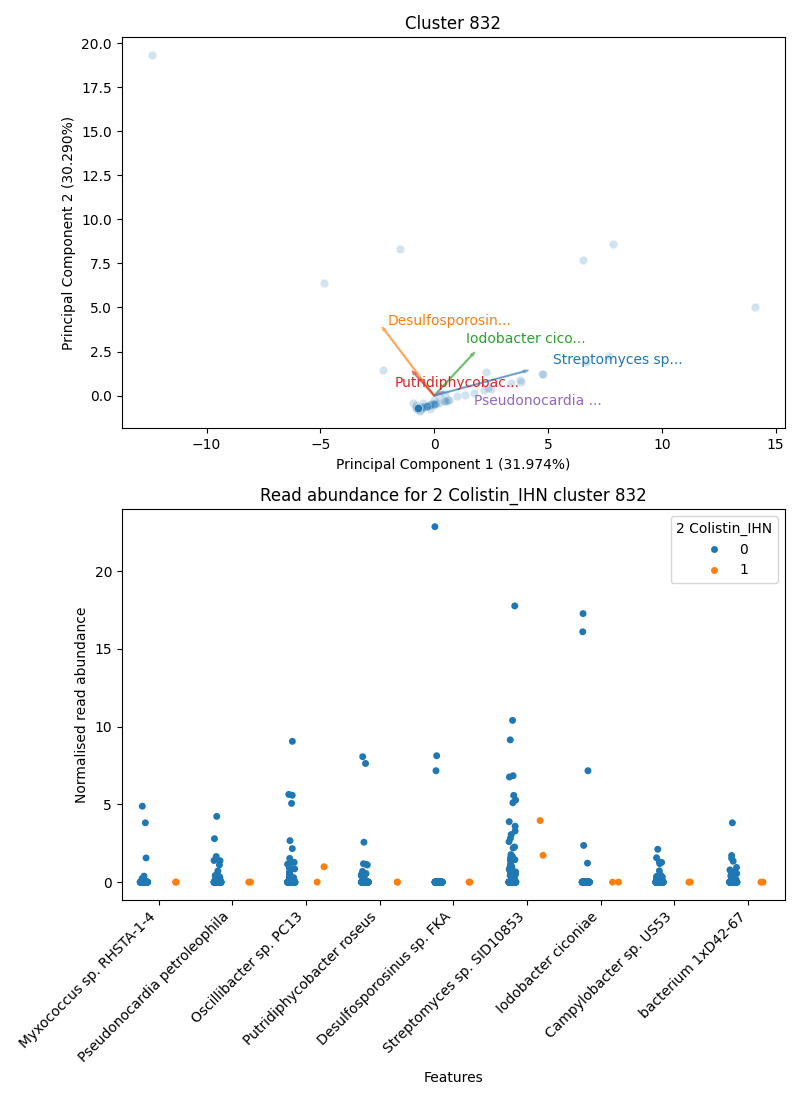 Cluster 832
20.0
17.5
15.0
12.5
10.0
7.5
5.0
2.5
0.0
Principal Component 2 (30.290%)
Desulfosporosin...
Iodobacter cico...
Streptomyces sp...
Putridiphycobac...
Pseudonocardia ...
−10
−5
0
5
10
15
Principal Component 1 (31.974%)
Read abundance for 2 Colistin_IHN cluster 832
2 Colistin_IHN
0
1
20
15
10
5
0
Normalised read abundance
Myxococcus sp. RHSTA-1-4
Pseudonocardia petroleophila
Oscillibacter sp. PC13
Putridiphycobacter roseus
Desulfosporosinus sp. FKA
Streptomyces sp. SID10853
Iodobacter ciconiae
Campylobacter sp. US53
bacterium 1xD42-67
Features